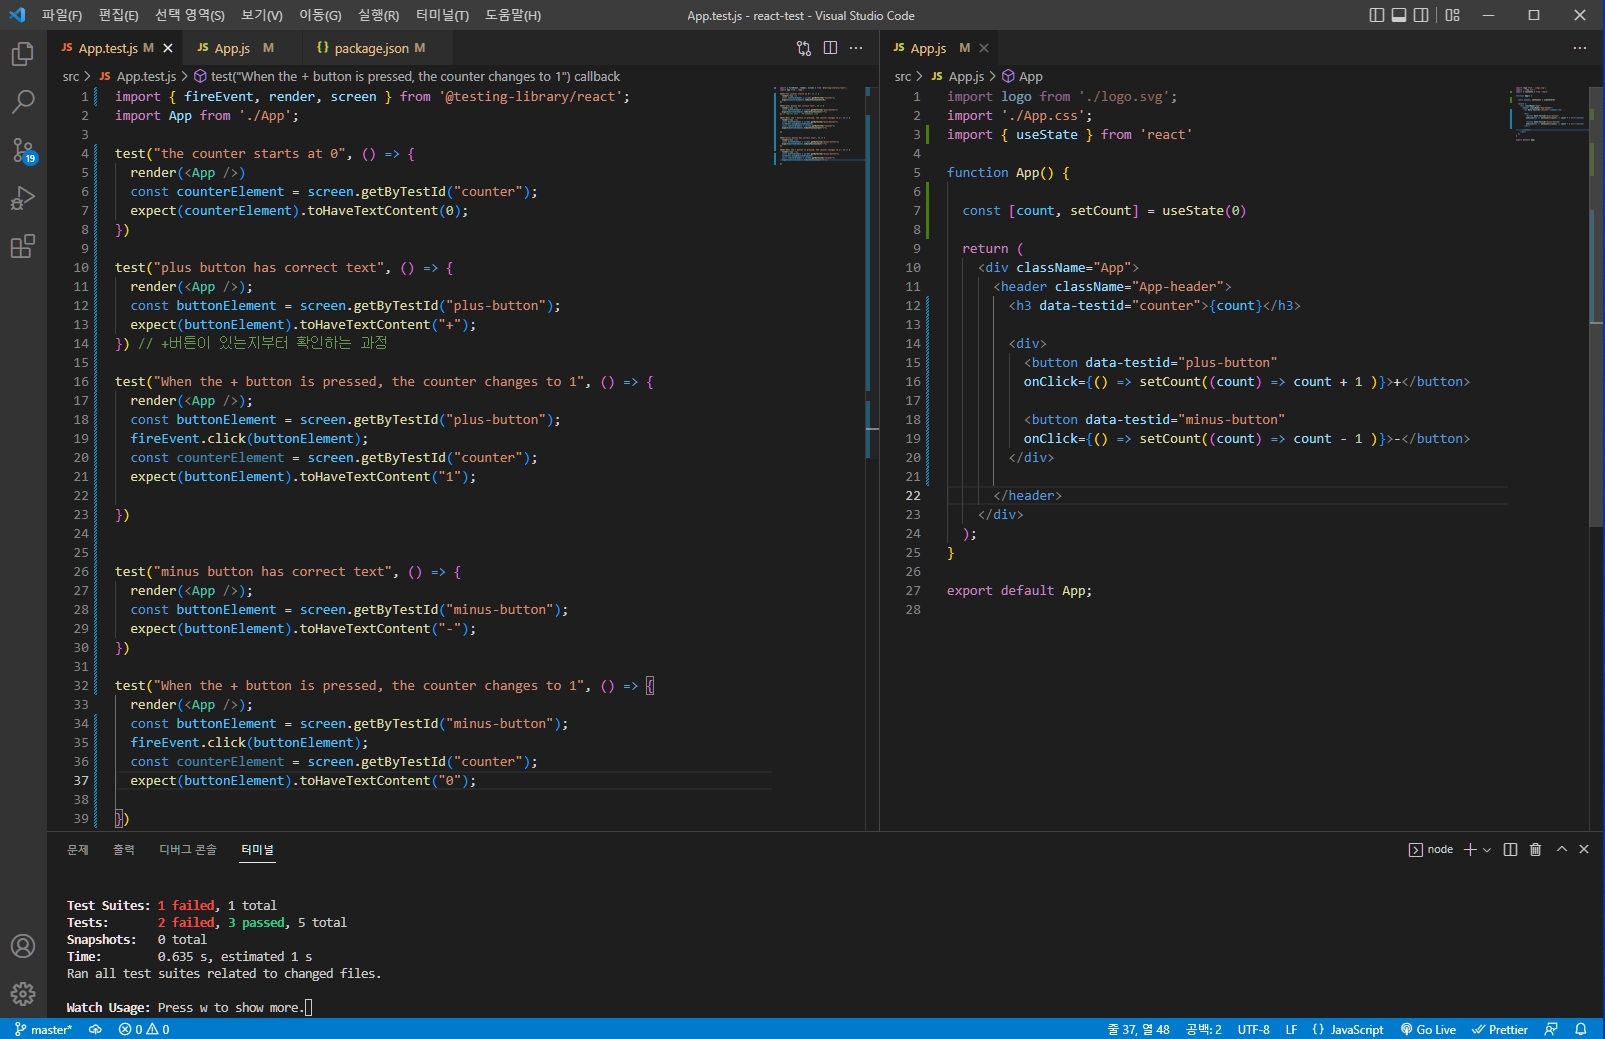 파일(F) 편집(E) 선택 영역(S) 보기(V) 이동(G) 실행(R) 터미널(T) 도움말(H) App.test.js - react-test - Visual Studio Code
JS App.test.js M
JS App.js M
{} package.json M
src > JS App.test.js > test("When the + button is pressed, the counter changes to 1") callback
1 import { fireEvent, render, screen } from '@testing-library/react';
2 import App from './App';
3
4 test("the counter starts at 0", () => {
5 render(<App />)
6 const counterElement = screen.getByTestId("counter");
7 expect(counterElement).toHaveTextContent(0);
8 })
9
10 test("plus button has correct text", () => {
11 render(<App />);
12 const buttonElement = screen.getByTestId("plus-button");
13 expect(buttonElement).toHaveTextContent("+");
14 }) // +버튼이 있는지부터 확인하는 과정
15
16 test("When the + button is pressed, the counter changes to 1", () => {
17 render(<App />);
18 const buttonElement = screen.getByTestId("plus-button");
19 fireEvent.click(buttonElement);
20 const counterElement = screen.getByTestId("counter");
21 expect(buttonElement).toHaveTextContent("1");
22
23 })
24
25
26 test("minus button has correct text", () => {
27 render(<App />);
28 const buttonElement = screen.getByTestId("minus-button");
29 expect(buttonElement).toHaveTextContent("-");
30 })
31
32 test("When the + button is pressed, the counter changes to 1", () => {
33 render(<App />);
34 const buttonElement = screen.getByTestId("minus-button");
35 fireEvent.click(buttonElement);
36 const counterElement = screen.getByTestId("counter");
37 expect(buttonElement).toHaveTextContent("0");
38
39 })
JS App.js M
src > JS App.js > App
1 import logo from './logo.svg';
2 import './App.css';
3 import { useState } from 'react'
4
5 function App() {
6
7 const [count, setCount] = useState(0)
8
9 return (
10 <div className="App">
11 <header className="App-header">
12 <h3 data-testid="counter">{count}</h3>
13
14 <div>
15 <button data-testid="plus-button"
16 onClick={() => setCount((count) => count + 1 )}>+</button>
17
18 <button data-testid="minus-button"
19 onClick={() => setCount((count) => count - 1 )}>-</button>
20 </div>
21
22 </header>
23 </div>
24 );
25 }
26
27 export default App;
28
19
문제 출력 디버그 콘솔 터미널
node
Test Suites: 1 failed, 1 total
Tests: 2 failed, 3 passed, 5 total
Snapshots: 0 total
Time: 0.635 s, estimated 1 s
Ran all test suites related to changed files.
Watch Usage: Press w to show more.
master* 0 0 줄 37, 열 48 공백: 2 UTF-8 LF {} JavaScript Go Live Prettier